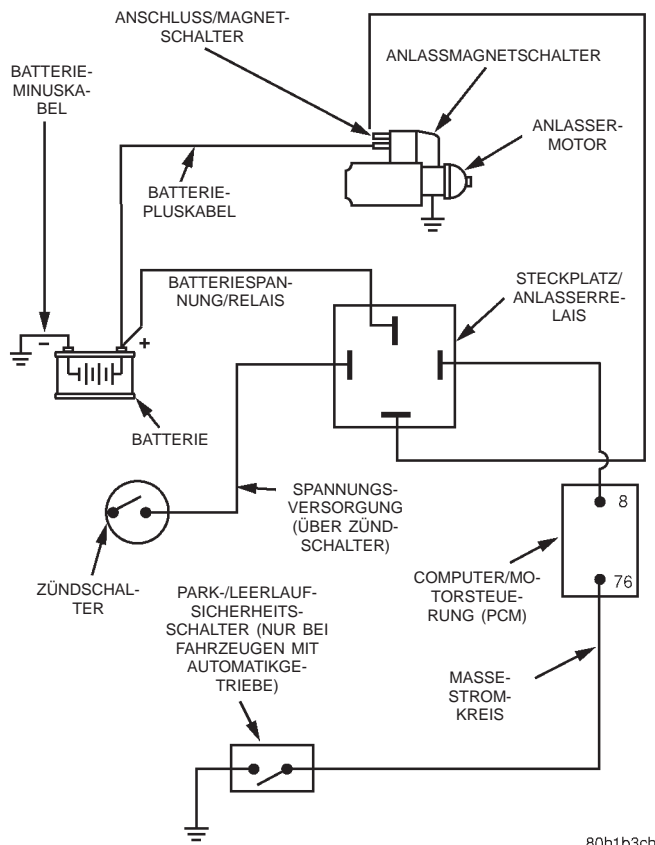 ANSCHLUSS/MAGNET-
SCHALTER
ANLASSMAGNETSCHALTER
BATTERIE-
MINUSKA-
BEL
ANLASSER-
MOTOR
BATTERIE-
PLUSKABEL
BATTERIESPAN-
NUNG/RELAIS
STECKPLATZ/
ANLASSERRE-
LAIS
- +
BATTERIE
SPANNUNGS-
VERSORGUNG
(ÜBER ZÜND-
SCHALTER)
8
76
ZÜNDSCHAL-
TER
COMPUTER/MO-
TORSTEUE-
RUNG (PCM)
PARK-/LEERLAUF-
SICHERHEITS-
SCHALTER (NUR BEI
FAHRZEUGEN MIT
AUTOMATIKGE-
TRIEBE)
MASSE-
STROM-
KREIS
80h1b3ch